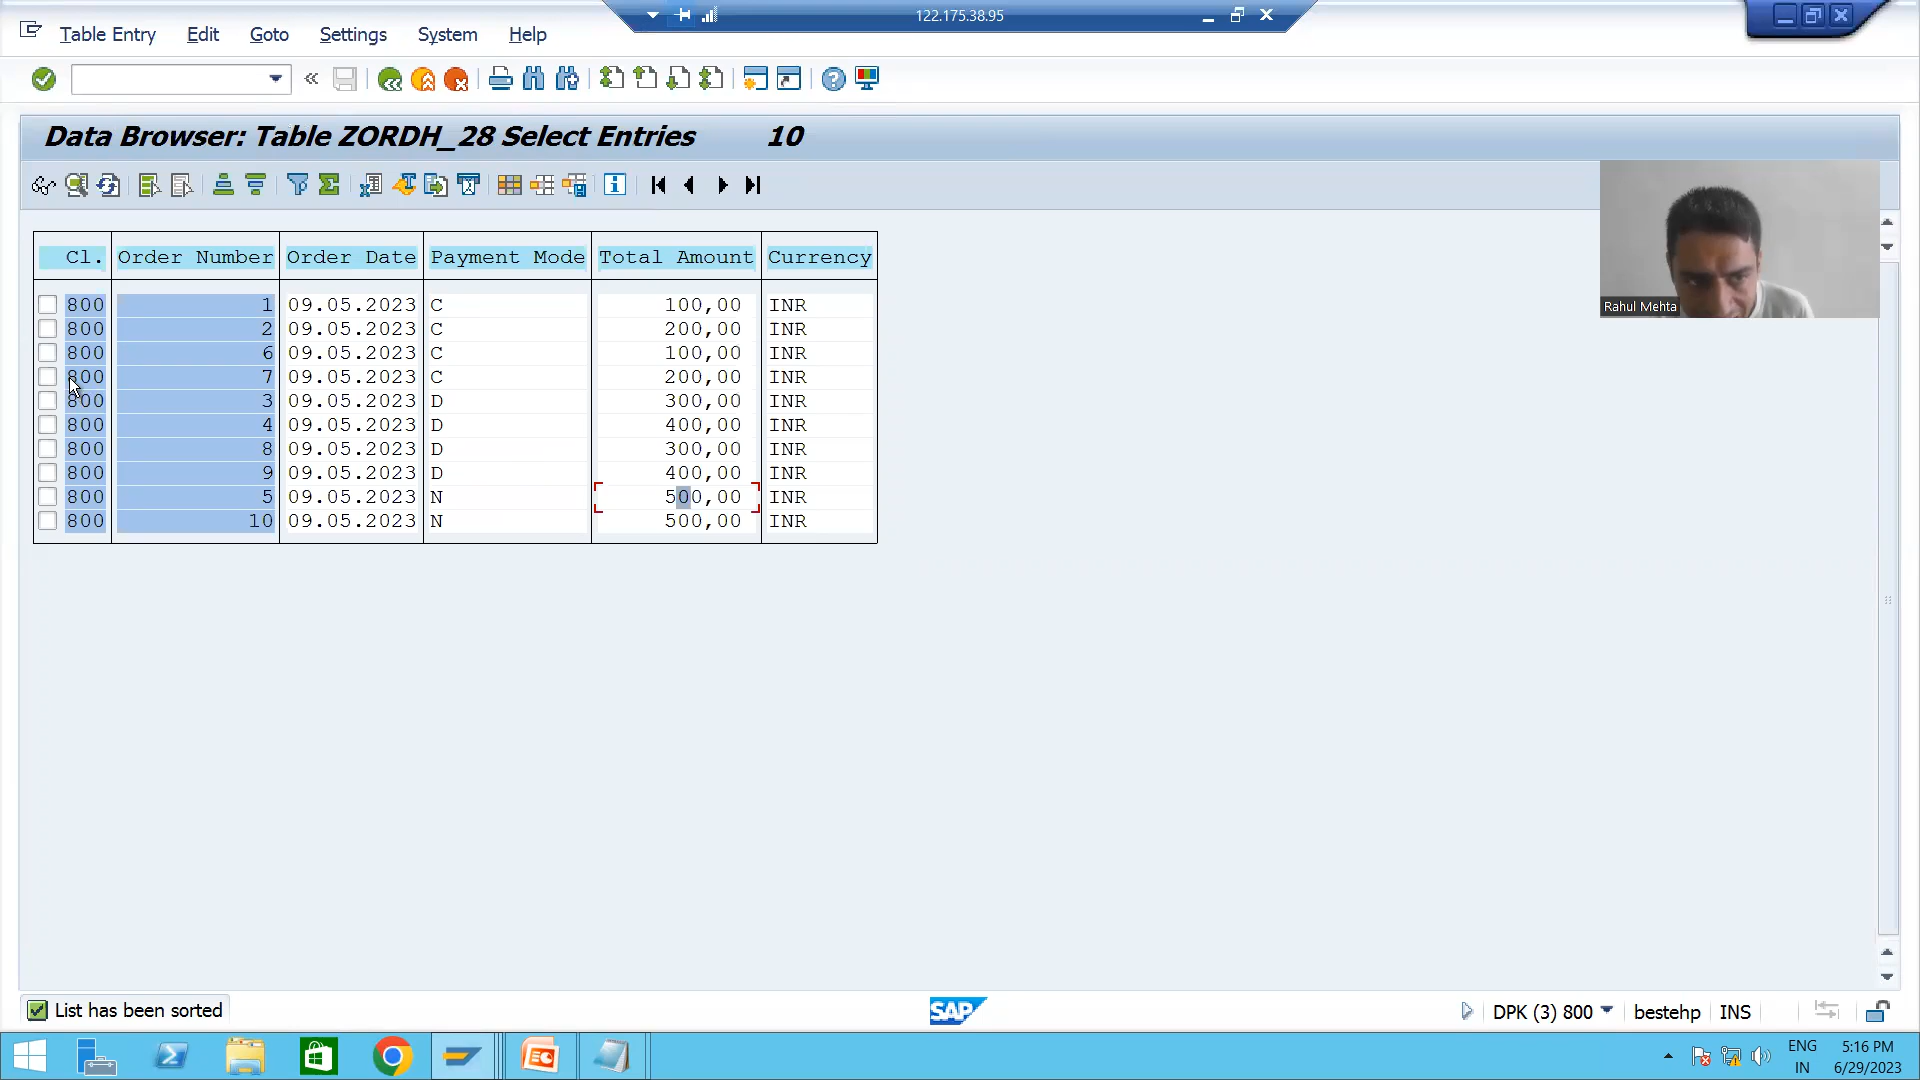 122.175.38.95
Table Entry Edit Goto Settings System Help
Data Browser: Table ZORDH_28 Select Entries 10
Cl. Order Number Order Date Payment Mode Total Amount Currency
800 1 09.05.2023 C 100,00 INR
800 2 09.05.2023 C 200,00 INR
800 6 09.05.2023 C 100,00 INR
800 7 09.05.2023 C 200,00 INR
800 3 09.05.2023 D 300,00 INR
800 4 09.05.2023 D 400,00 INR
800 8 09.05.2023 D 300,00 INR
800 9 09.05.2023 D 400,00 INR
800 5 09.05.2023 N 500,00 INR
800 10 09.05.2023 N 500,00 INR
Rahul Mehta
List has been sorted
SAP
DPK (3) 800 bestehp INS
ENG 5:16 PM
IN 6/29/2023